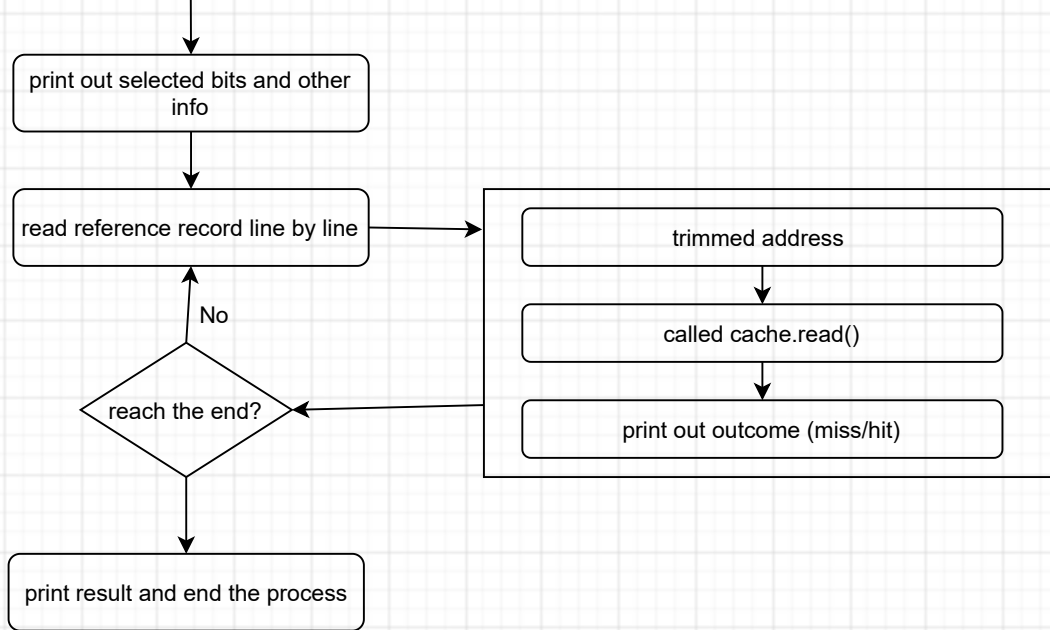 print out selected bits and other
info
read reference record line by line
trimmed address
called cache.read()
print out outcome (miss/hit)
No
reach the end?
print result and end the process